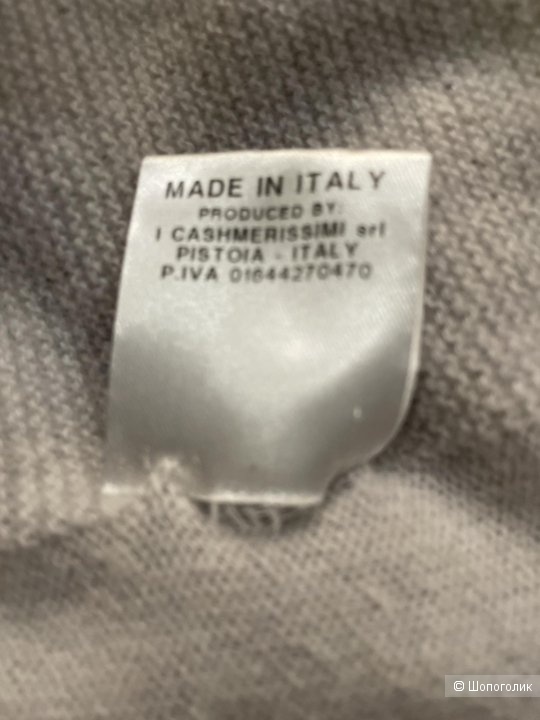 MADE IN ITALY
PRODUCED BY:
I CASHMERISSIMI srl
PISTOIA - ITALY
P.IVA 01644270470
© Шопоголик